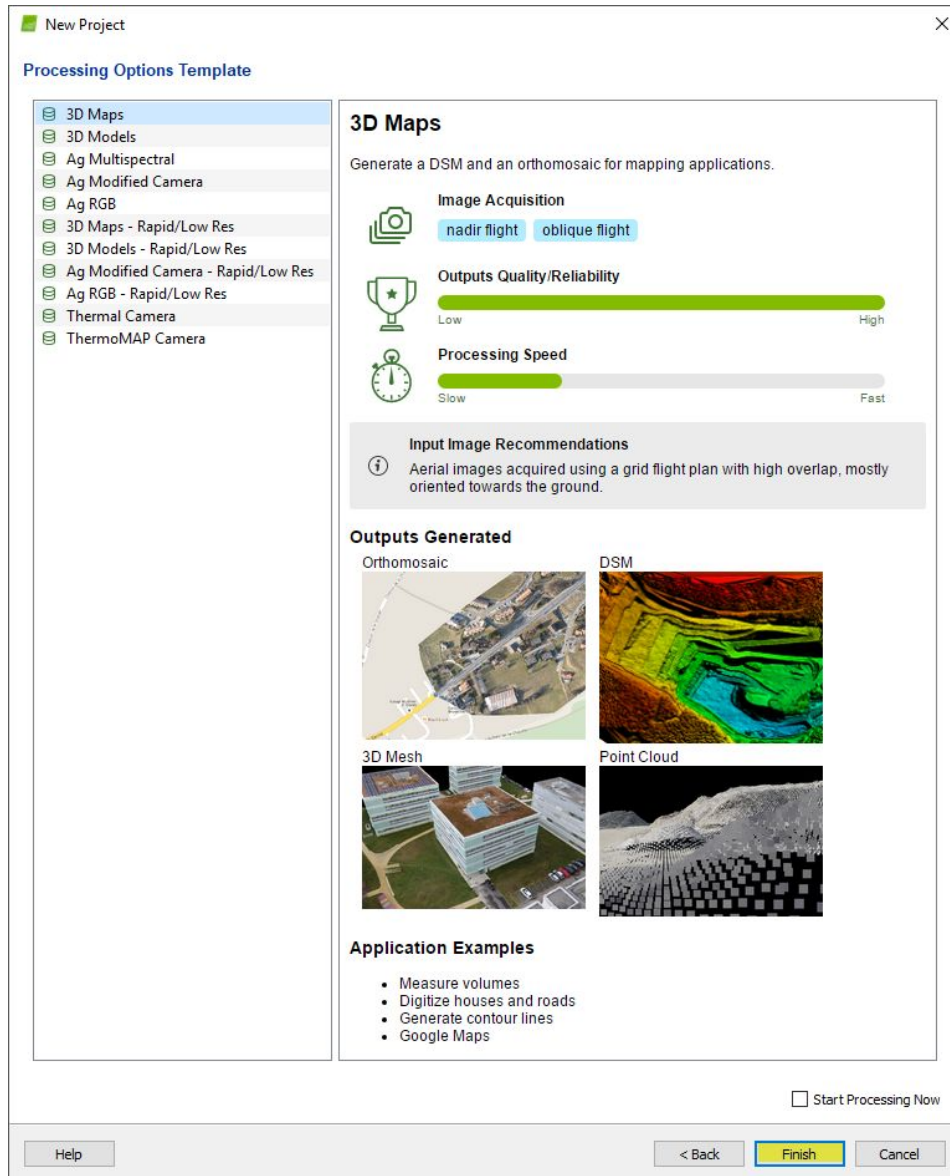 New Project
Processing Options Template
3D Maps
3D Models
Ag Multispectral
Ag Modified Camera
Ag RGB
3D Maps - Rapid/Low Res
3D Models - Rapid/Low Res
Ag Modified Camera - Rapid/Low Res
Ag RGB - Rapid/Low Res
Thermal Camera
ThermoMAP Camera
3D Maps
Generate a DSM and an orthomosaic for mapping applications.
Image Acquisition
nadir flight oblique flight
Outputs Quality/Reliability
Low High
Processing Speed
Slow Fast
Input Image Recommendations
Aerial images acquired using a grid flight plan with high overlap, mostly
oriented towards the ground.
Outputs Generated
Orthomosaic DSM
3D Mesh Point Cloud
Application Examples
• Measure volumes
• Digitize houses and roads
• Generate contour lines
• Google Maps
Start Processing Now
Help < Back Finish Cancel